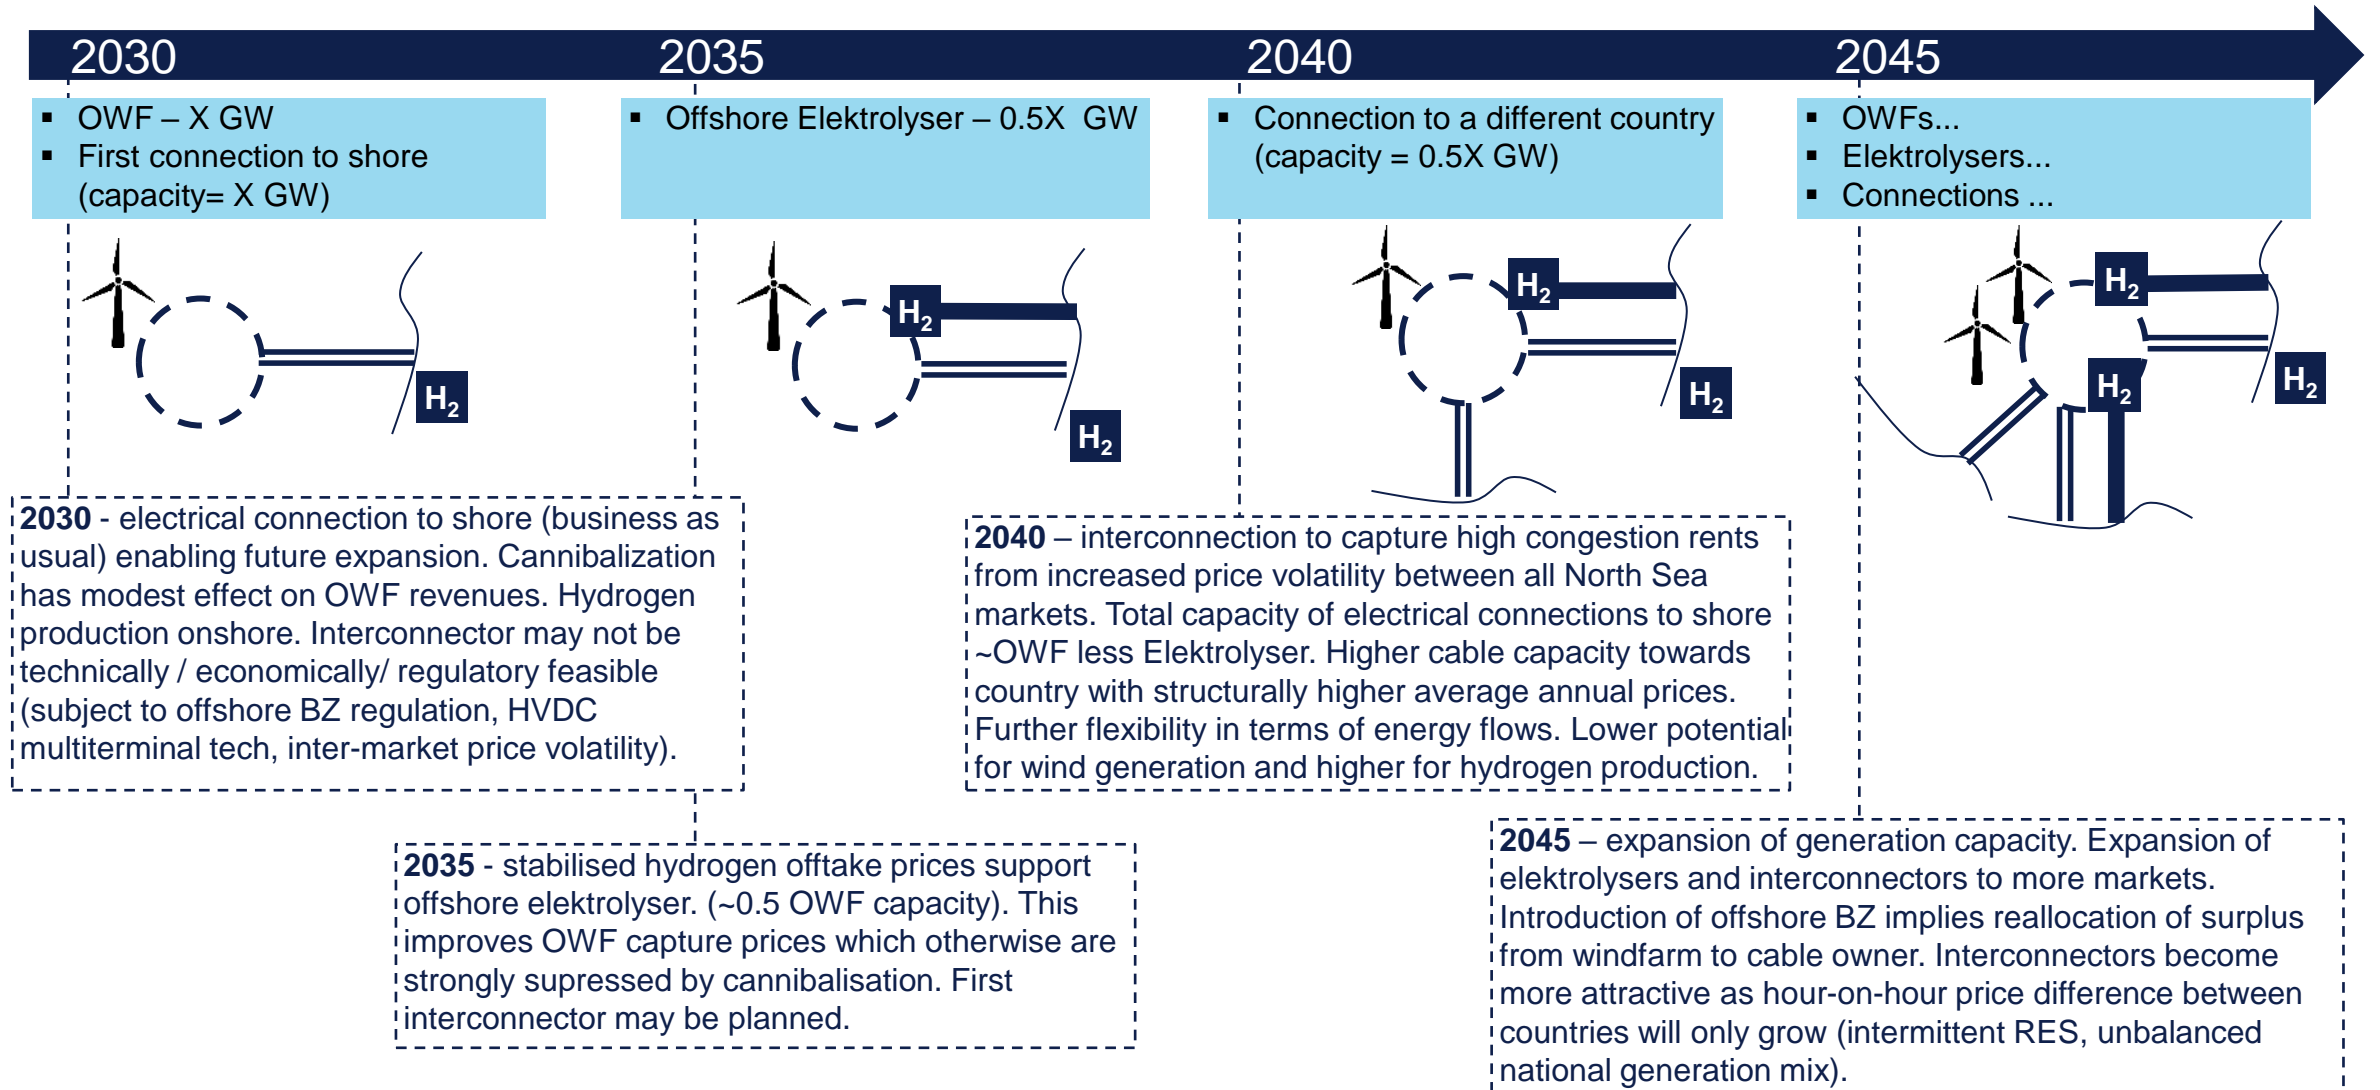 2030
2035
2040
2045
▪ OWF – X GW
▪ First connection to shore
(capacity= X GW)
▪ Offshore Elektrolyser – 0.5X  GW
▪ Connection to a different country
(capacity = 0.5X GW)
▪ OWFs...
▪ Elektrolysers...
▪ Connections ...
H₂
H₂
H₂
H₂
H₂
H₂
H₂
H₂
2030 - electrical connection to shore (business as
usual) enabling future expansion. Cannibalization
has modest effect on OWF revenues. Hydrogen
production onshore. Interconnector may not be
technically / economically/ regulatory feasible
(subject to offshore BZ regulation, HVDC
multiterminal tech, inter-market price volatility).
2040 – interconnection to capture high congestion rents
from increased price volatility between all North Sea
markets. Total capacity of electrical connections to shore
~OWF less Elektrolyser. Higher cable capacity towards
country with structurally higher average annual prices.
Further flexibility in terms of energy flows. Lower potential
for wind generation and higher for hydrogen production.
2035 - stabilised hydrogen offtake prices support
offshore elektrolyser. (~0.5 OWF capacity). This
improves OWF capture prices which otherwise are
strongly supressed by cannibalisation. First
interconnector may be planned.
2045 – expansion of generation capacity. Expansion of
elektrolysers and interconnectors to more markets.
Introduction of offshore BZ implies reallocation of surplus
from windfarm to cable owner. Interconnectors become
more attractive as hour-on-hour price difference between
countries will only grow (intermittent RES, unbalanced
national generation mix).